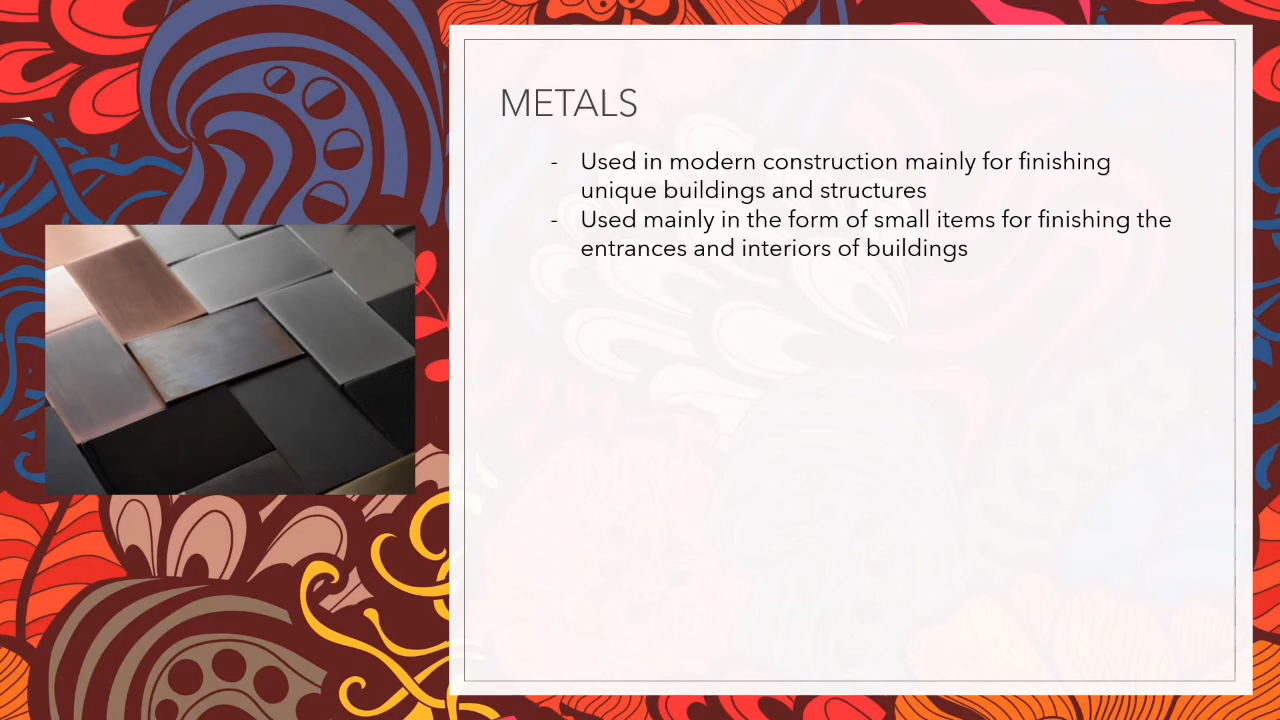 METALS
- Used in modern construction mainly for finishing
unique buildings and structures
- Used mainly in the form of small items for finishing the
entrances and interiors of buildings